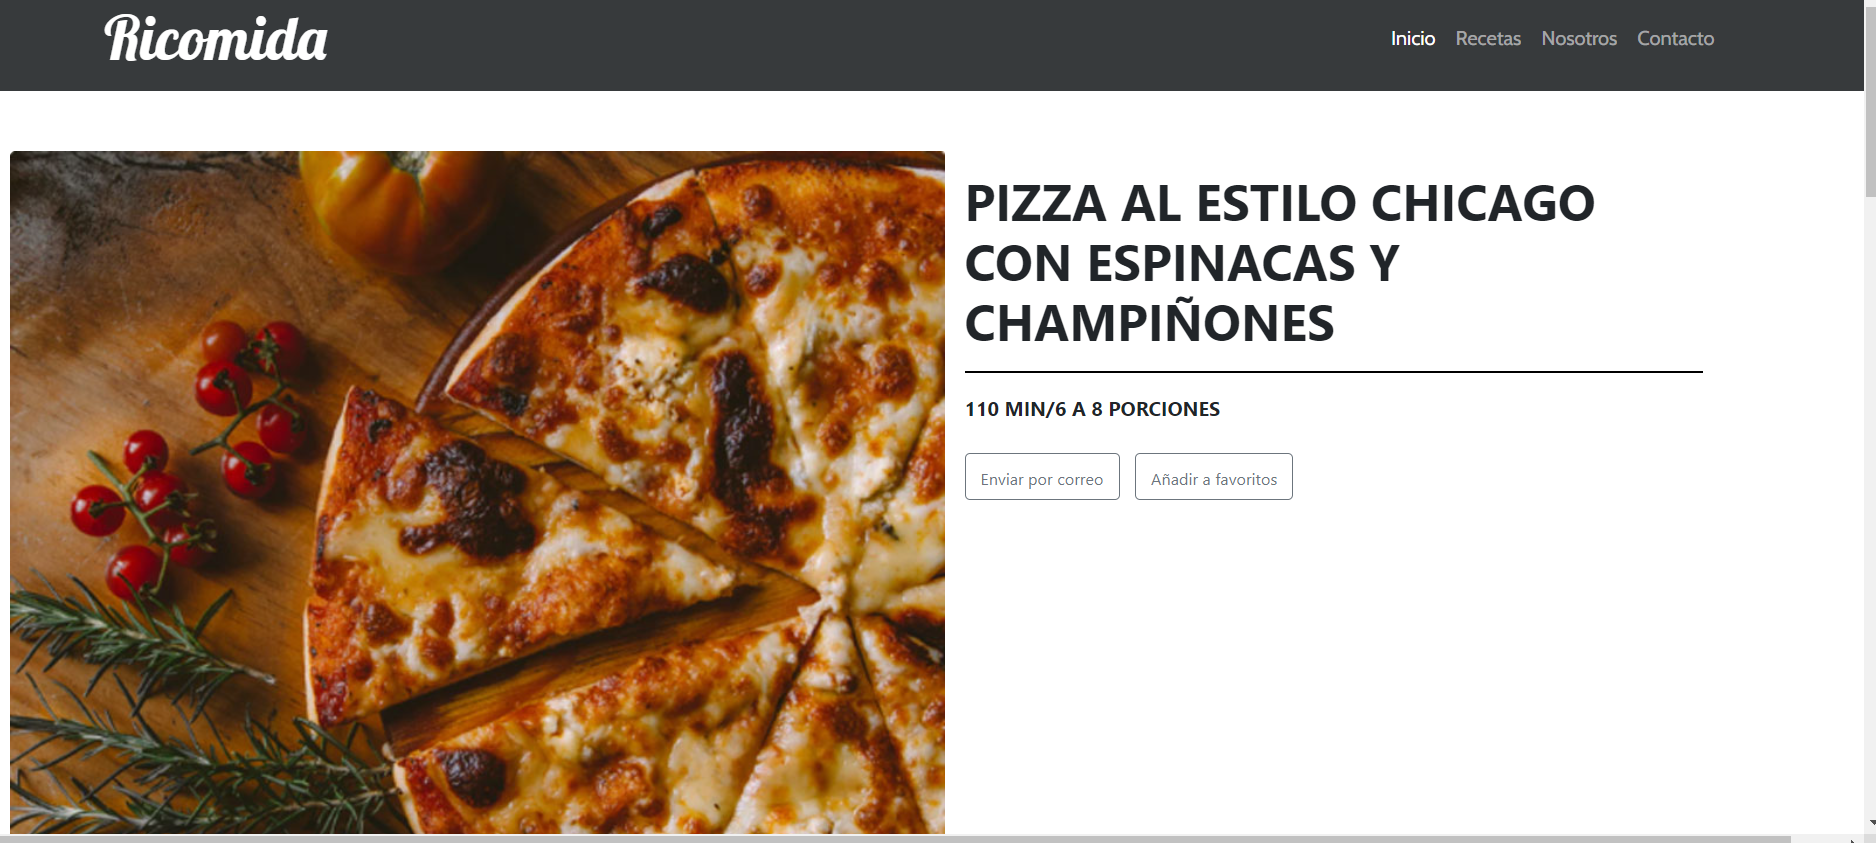 Ricomida
Inicio Recetas Nosotros Contacto
PIZZA AL ESTILO CHICAGO
CON ESPINACAS Y
CHAMPIÑONES
110 MIN/6 A 8 PORCIONES
Enviar por correo Añadir a favoritos